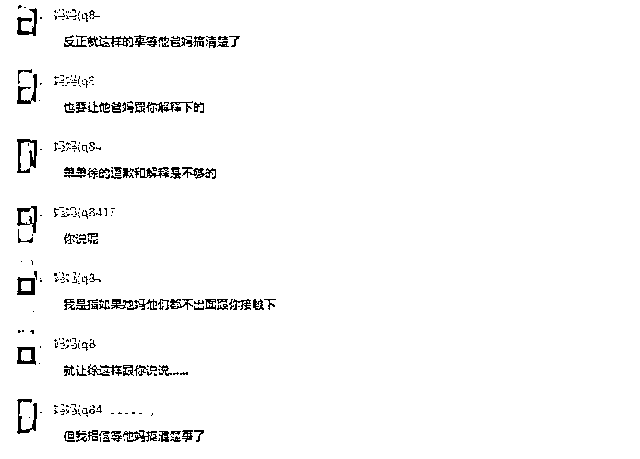 妈妈(q8
反正就这样的事等他爸妈搞清楚了
妈妈(q8
也要让他爸妈跟你解释下的
妈妈(q8
单单徐的道歉和解释是不够的
妈妈(q841
你说呢
妈妈(q8
我是指如果她妈他们都不出面跟你接触下
妈妈(q8
就让徐这样跟你说说......
妈妈(q84
但我相信等他妈搞清楚事了